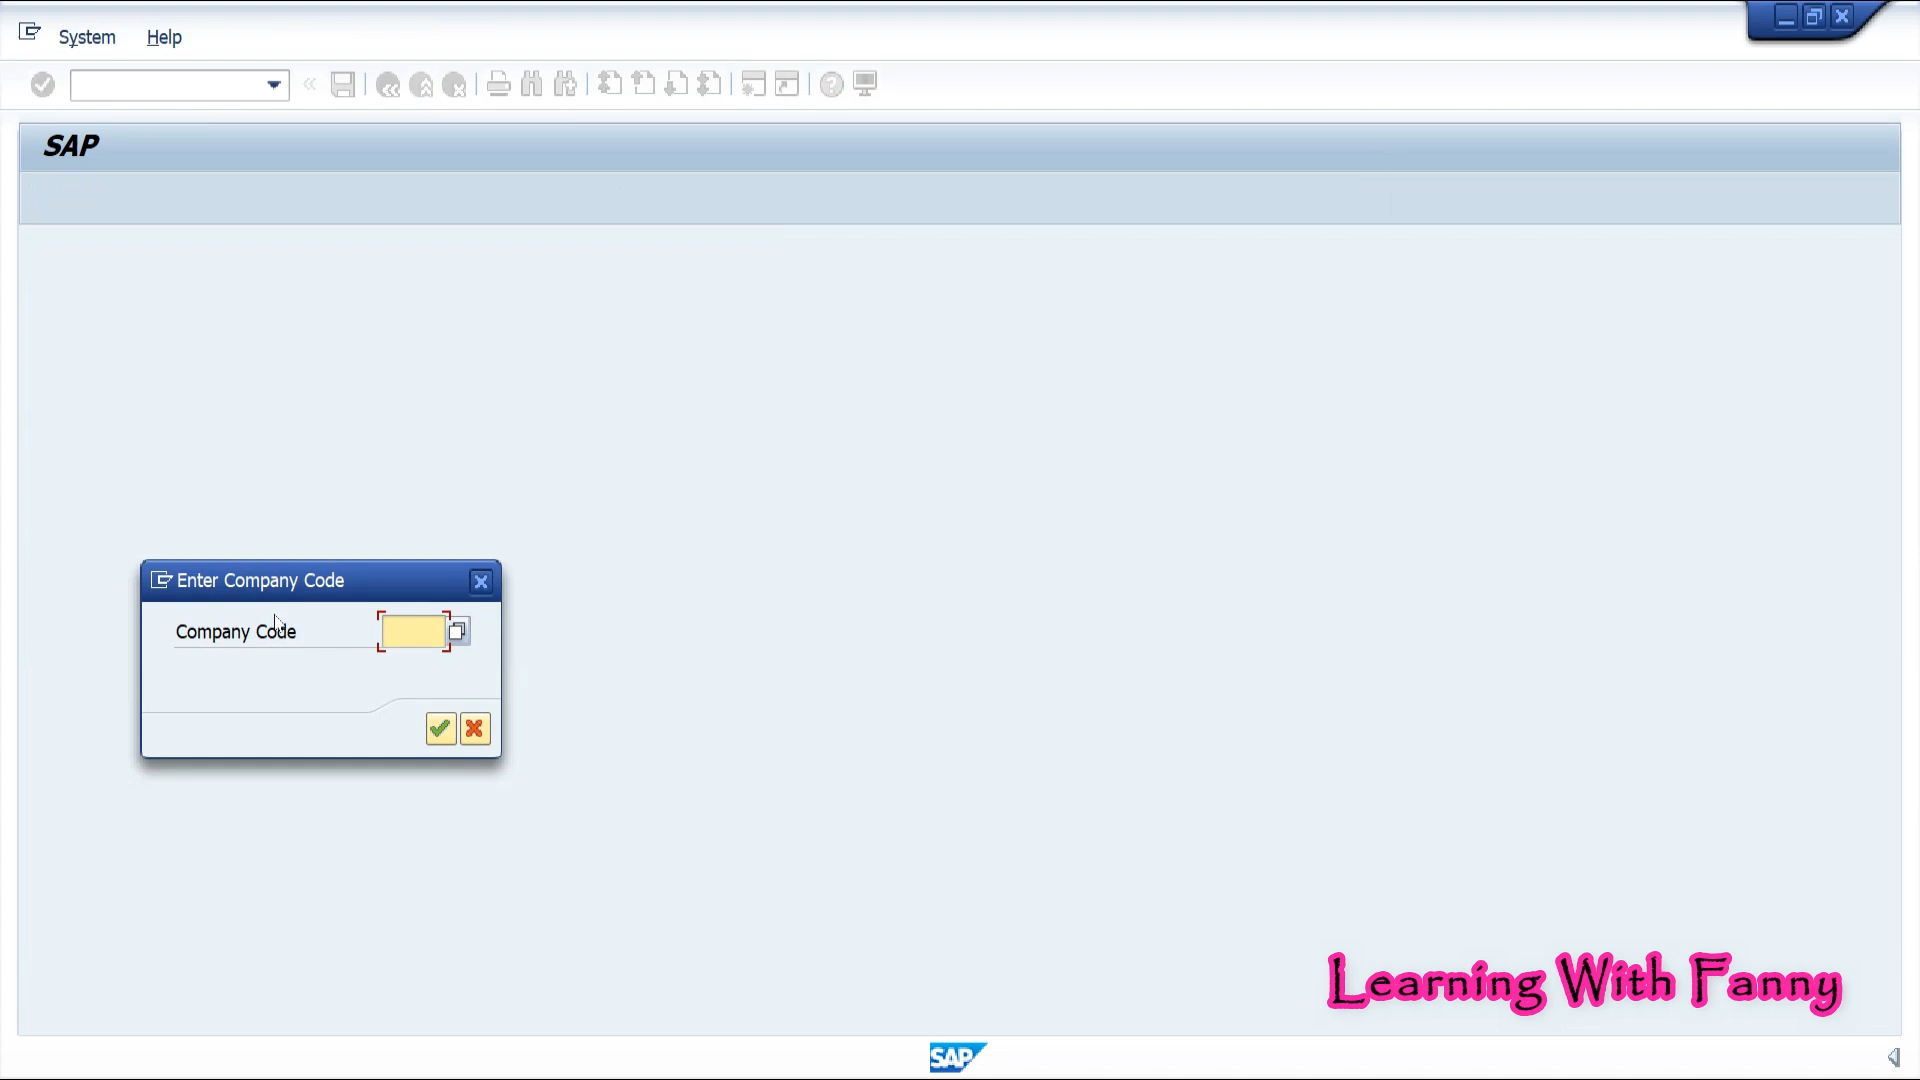 System Help
SAP
Enter Company Code
Company Code
Learning With Fanny
SAP